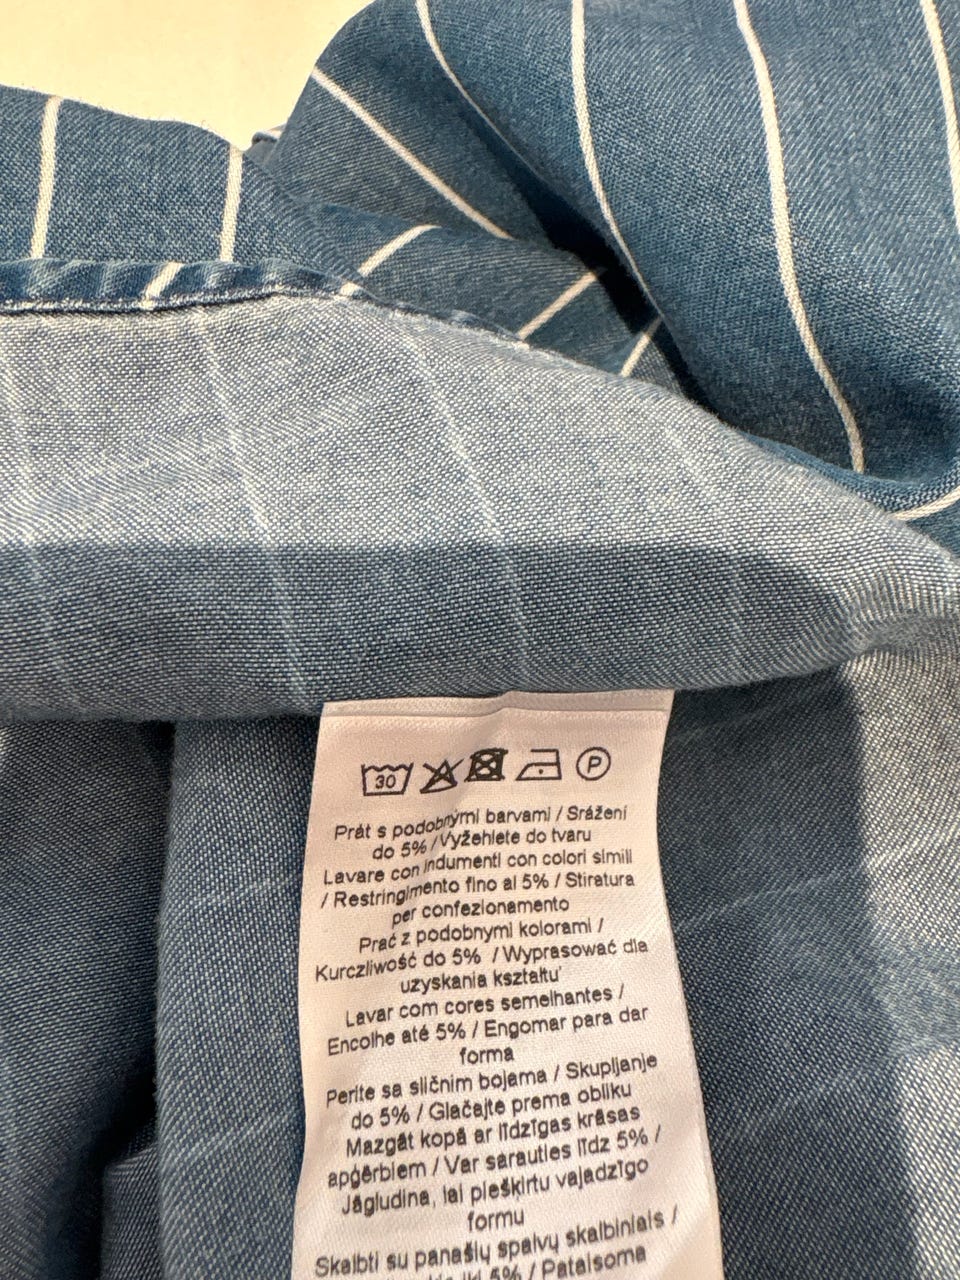 30 P
Prát s podobnými barvami / Srážení
do 5% / Vyžehlete do tvaru
Lavare con indumenti con colori simili
/ Restringimento fino al 5% / Stiratura
per confezionamento
Prać z podobnymi kolorami /
Kurczliwość do 5% / Wyprasować dla
uzyskania kształtu'
Lavar com cores semelhantes /
Encolhe até 5% / Engomar para dar
forma
Perite sa sličnim bojama / Skupljanje
do 5% / Glačajte prema obliku
Mazgāt kopā ar līdzīgas krāsas
apģērbiem / Var sarauties līdz 5% /
Jāgludina, lai piešķirtu vajadzīgo
formu
Skalbti su panašių spalvų skalbiniais /
iki 5% / Pataisoma